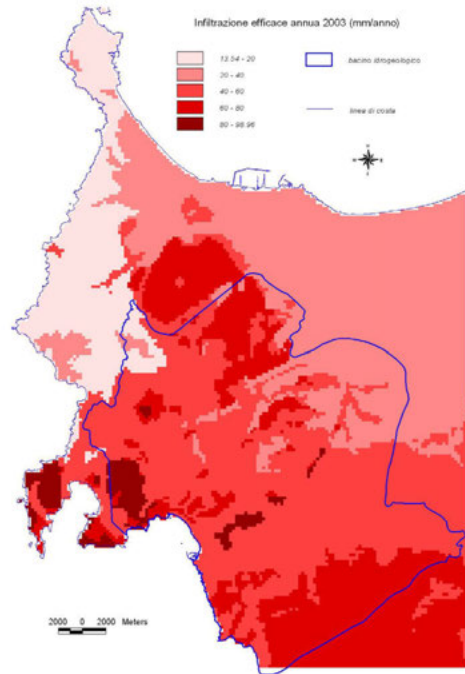 Infiltrazione efficace annua 2003 (mm/anno)
13.54 - 20
20 - 40
40 - 60
60 - 80
80 - 98.96
bacino idrogeologico
linea di costa
2000 0 2000 Meters